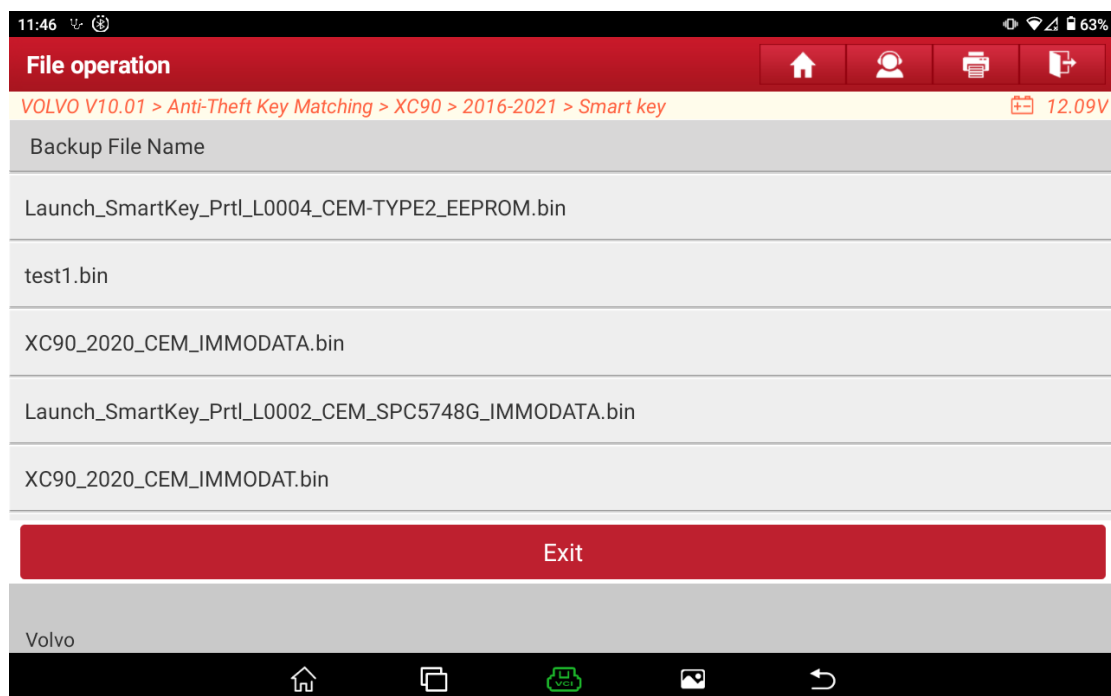 11:46
63%
File operation
VOLVO V10.01 > Anti-Theft Key Matching > XC90 > 2016-2021 > Smart key
12.09V
Backup File Name
Launch_SmartKey_Prtl_L0004_CEM-TYPE2_EEPROM.bin
test1.bin
XC90_2020_CEM_IMMODATA.bin
Launch_SmartKey_Prtl_L0002_CEM_SPC5748G_IMMODATA.bin
XC90_2020_CEM_IMMODAT.bin
Exit
Volvo
VCI